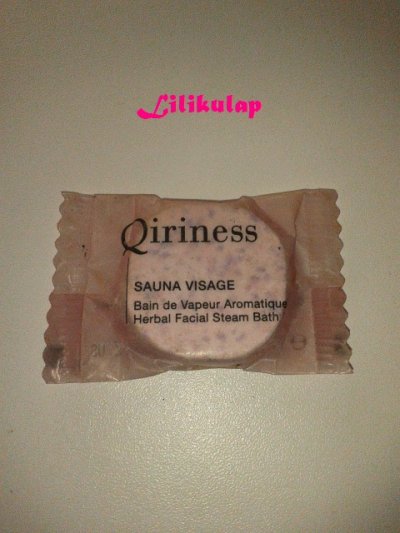 Lilikulap
Qiriness
SAUNA VISAGE
Bain de Vapeur Aromatique
Herbal Facial Steam Bath